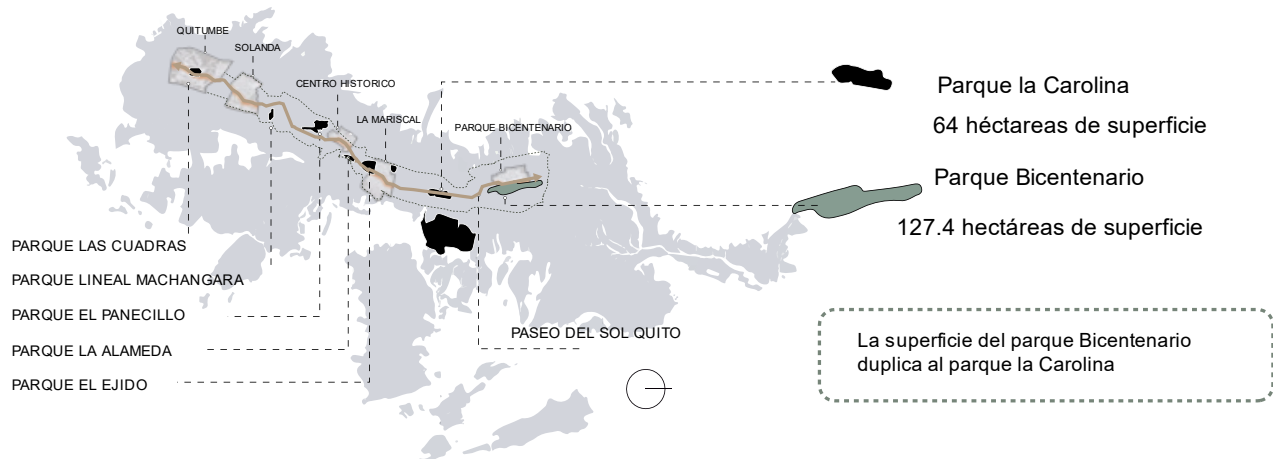 QUITUMBE
SOLANDA
CENTRO HISTORICO
LA MARISCAL
PARQUE BICENTENARIO
PARQUE LAS CUADRAS
PARQUE LINEAL MACHANGARA
PARQUE EL PANECILLO
PARQUE LA ALAMEDA
PARQUE EL EJIDO
PASEO DEL SOL QUITO
Parque la Carolina
64 héctareas de superficie
Parque Bicentenario
127.4 hectáreas de superficie
La superficie del parque Bicentenario
duplica al parque la Carolina